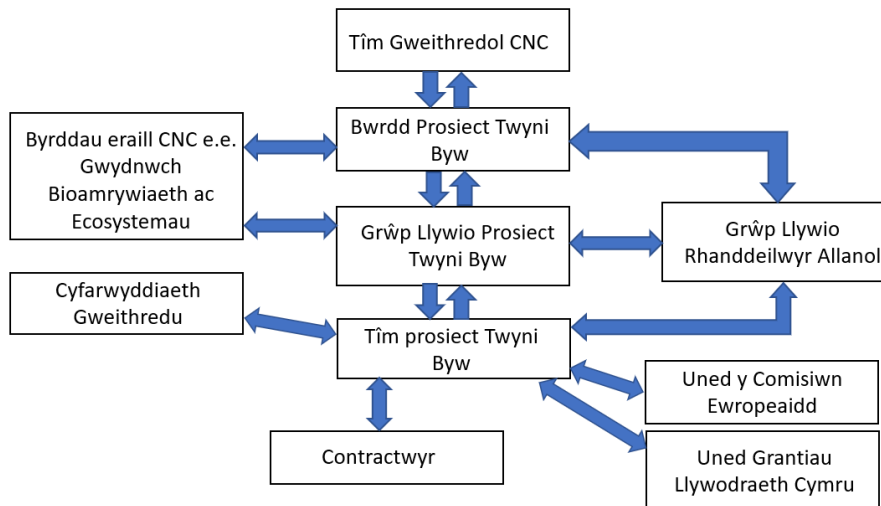 Tîm Gweithredol CNC
Byrddau eraill CNC e.e.
Gwydnwch
Bioamrywiaeth ac
Ecosystemau
Bwrdd Prosiect Twyni
Byw
Grŵp Llywio Prosiect
Twyni Byw
Grŵp Llywio
Rhanddeilwyr Allanol
Cyfarwyddiaeth
Gweithredu
Tîm prosiect Twyni
Byw
Uned y Comisiwn
Ewropeaidd
Contractwyr
Uned Grantiau
Llywodraeth Cymru